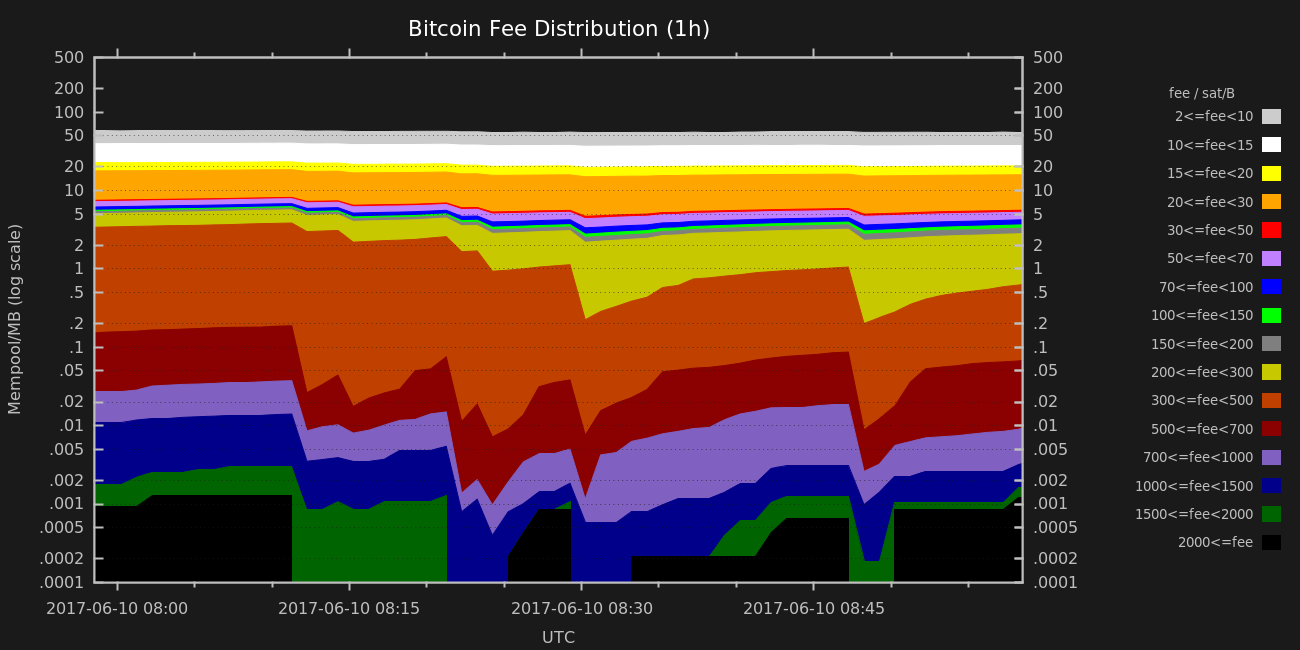 Bitcoin Fee Distribution (1h)
500 500
200 200
100 100
50 50
20 20
10 10
5 5
2 2
1 1
.5 .5
.2 .2
.1 .1
.05 .05
.02 .02
.01 .01
.005 .005
.002 .002
.001 .001
.0005 .0005
.0002 .0002
.0001 .0001
Mempool/MB (log scale)
2017-06-10 08:00 2017-06-10 08:15 2017-06-10 08:30 2017-06-10 08:45
UTC
fee / sat/B
2<=fee<10
10<=fee<15
15<=fee<20
20<=fee<30
30<=fee<50
50<=fee<70
70<=fee<100
100<=fee<150
150<=fee<200
200<=fee<300
300<=fee<500
500<=fee<700
700<=fee<1000
1000<=fee<1500
1500<=fee<2000
2000<=fee